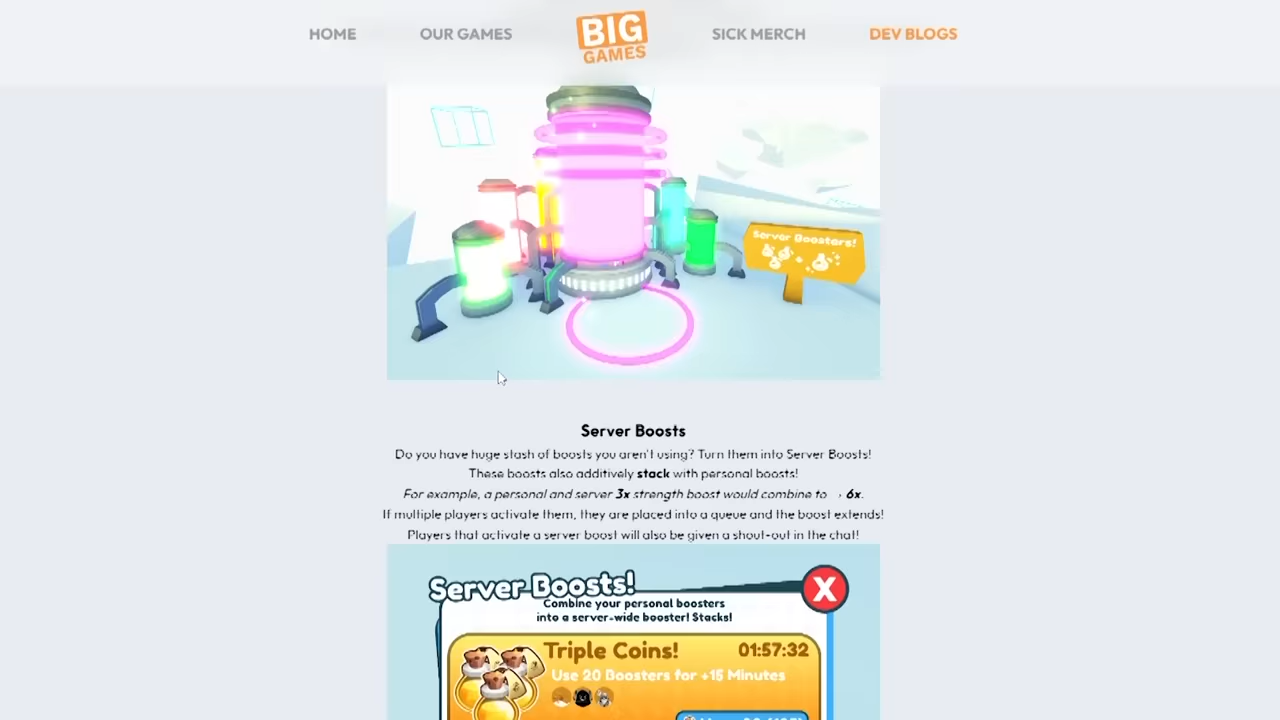 HOME OUR GAMES BIG GAMES SICK MERCH DEV BLOGS
Server Boosters!
Server Boosts
Do you have huge stash of boosts you aren't using? Turn them into Server Boosts!
These boosts also additively stack with personal boosts!
For example, a personal and server 3x strength boost would combine to → 6x.
If multiple players activate them, they are placed into a queue and the boost extends!
Players that activate a server boost will also be given a shout-out in the chat!
Server Boosts!
X
Combine your personal boosters
into a server-wide booster! Stacks!
Triple Coins! 01:57:32
Use 20 Boosters for +15 Minutes